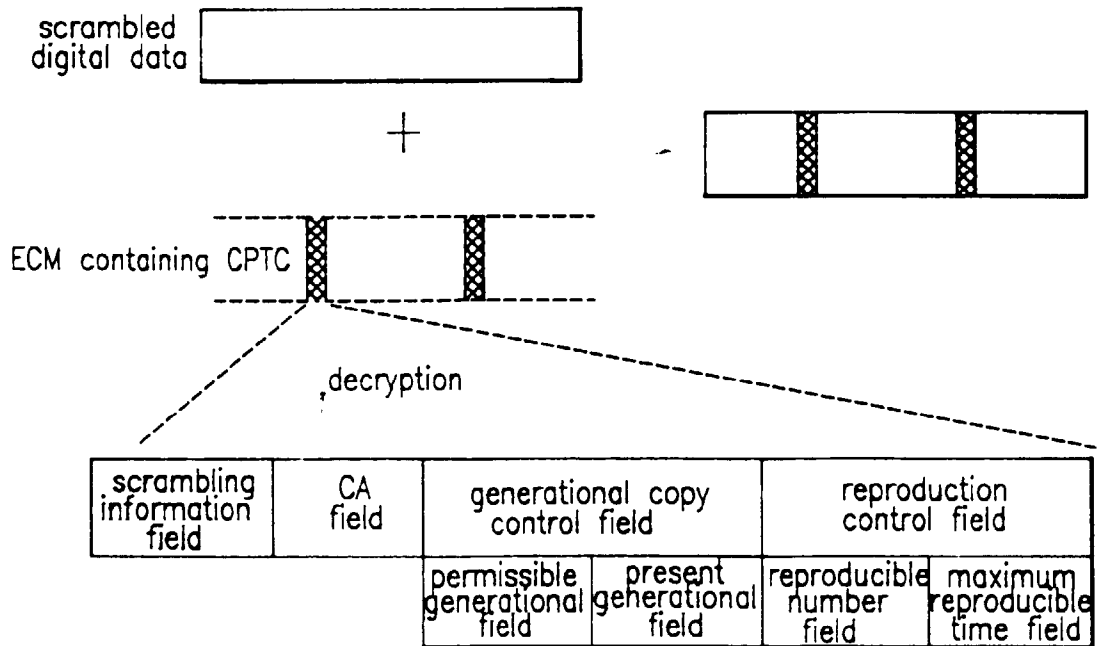 scrambled
digital data
+
ECM containing CPTC
decryption
scrambling
information
field
CA
field
generational copy
control field
reproduction
control field
permissible
generational
field
present
generational
field
reproducible
number
field
maximum
reproducible
time field